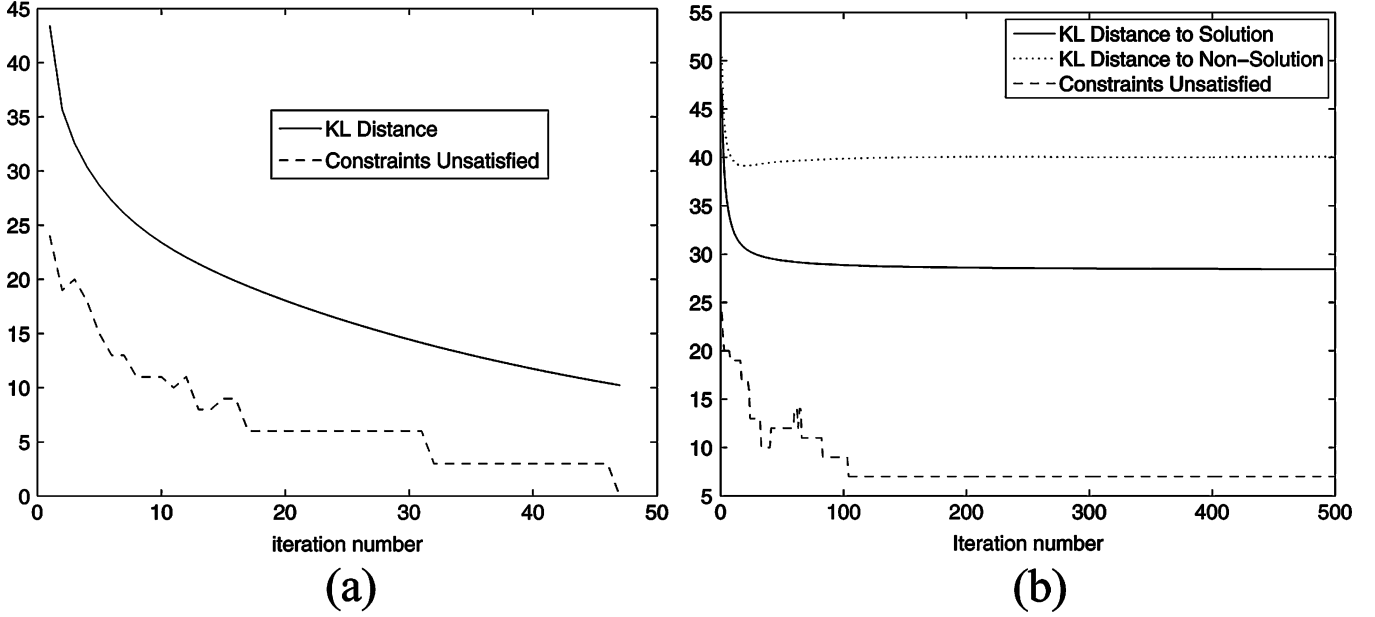 45
40
35
30
25
20
15
10
5
0
KL Distance
Constraints Unsatisfied
0 10 20 30 40 50
iteration number
(a)
55
50
45
40
35
30
25
20
15
10
5
KL Distance to Solution
KL Distance to Non-Solution
Constraints Unsatisfied
0 100 200 300 400 500
Iteration number
(b)